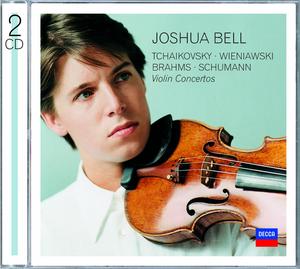 2
CD
JOSHUA BELL
TCHAIKOVSKY · WIENIAWSKI
BRAHMS · SCHUMANN
Violin Concertos
DECCA